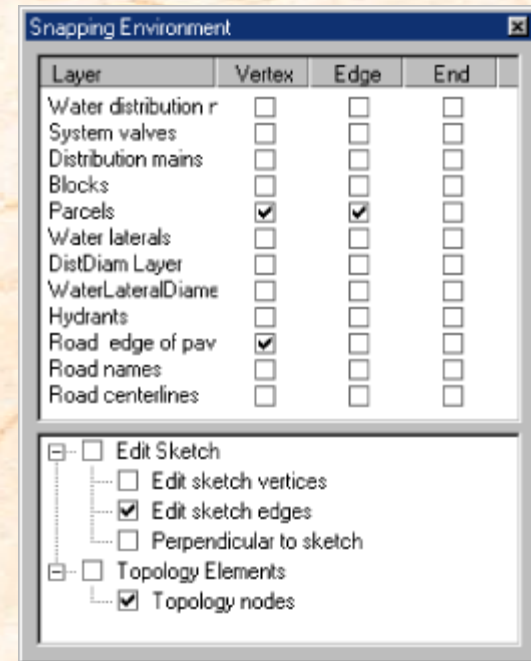 Snapping Environment
Layer Vertex Edge End
Water distribution r
System valves
Distribution mains
Blocks
Parcels
Water laterals
DistDiam Layer
WaterLateralDiame
Hydrants
Road edge of pav
Road names
Road centerlines
Edit Sketch
Edit sketch vertices
Edit sketch edges
Perpendicular to sketch
Topology Elements
Topology nodes